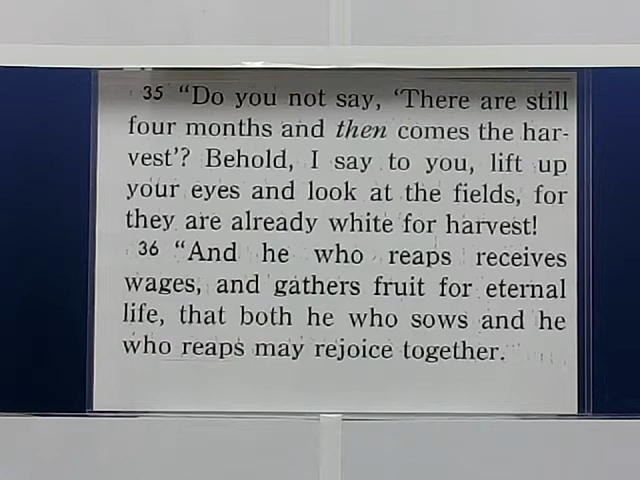 35 “Do you not say, ‘There are still
four months and then comes the har-
vest’? Behold, I say to you, lift up
your eyes and look at the fields, for
they are already white for harvest!
36 “And he who reaps receives
wages, and gathers fruit for eternal
life, that both he who sows and he
who reaps may rejoice together.